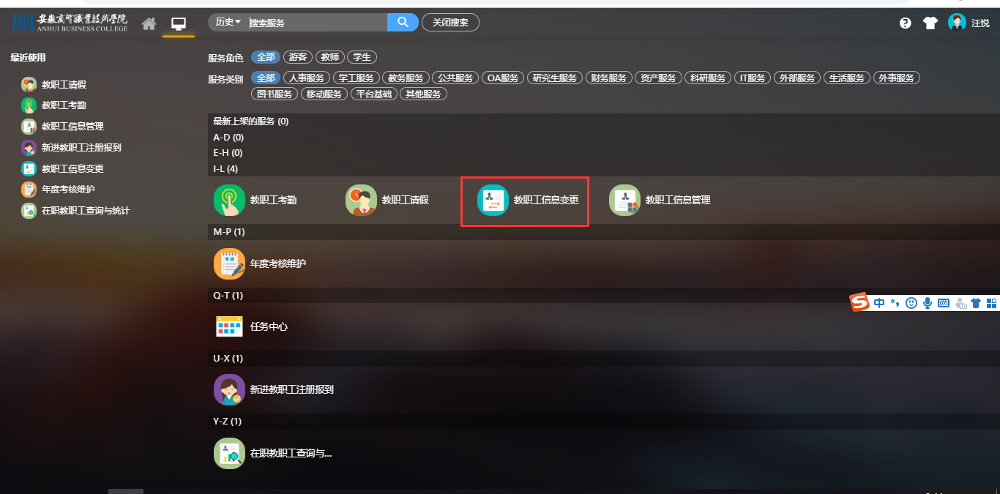 安徽商贸职业技术学院
ANHUI BUSINESS COLLEGE
历史 搜索服务 关闭搜索
汪悦
最近使用
教职工请假
教职工考勤
教职工信息管理
新进教职工注册报到
教职工信息变更
年度考核维护
在职教职工查询与统计
服务角色 全部 游客 教师 学生
服务类别 全部 人事服务 学工服务 教务服务 公共服务 OA服务 研究生服务 财务服务 资产服务 科研服务 IT服务 外部服务 生活服务 外事服务
图书服务 移动服务 平台基础 其他服务
最新上架的服务 (0)
A-D (0)
E-H (0)
I-L (4)
教职工考勤 教职工请假 教职工信息变更 教职工信息管理
M-P (1)
考核
年度考核维护
Q-T (1)
任务中心
U-X (1)
新进教职工注册报到
Y-Z (1)
在职教职工查询与...
中